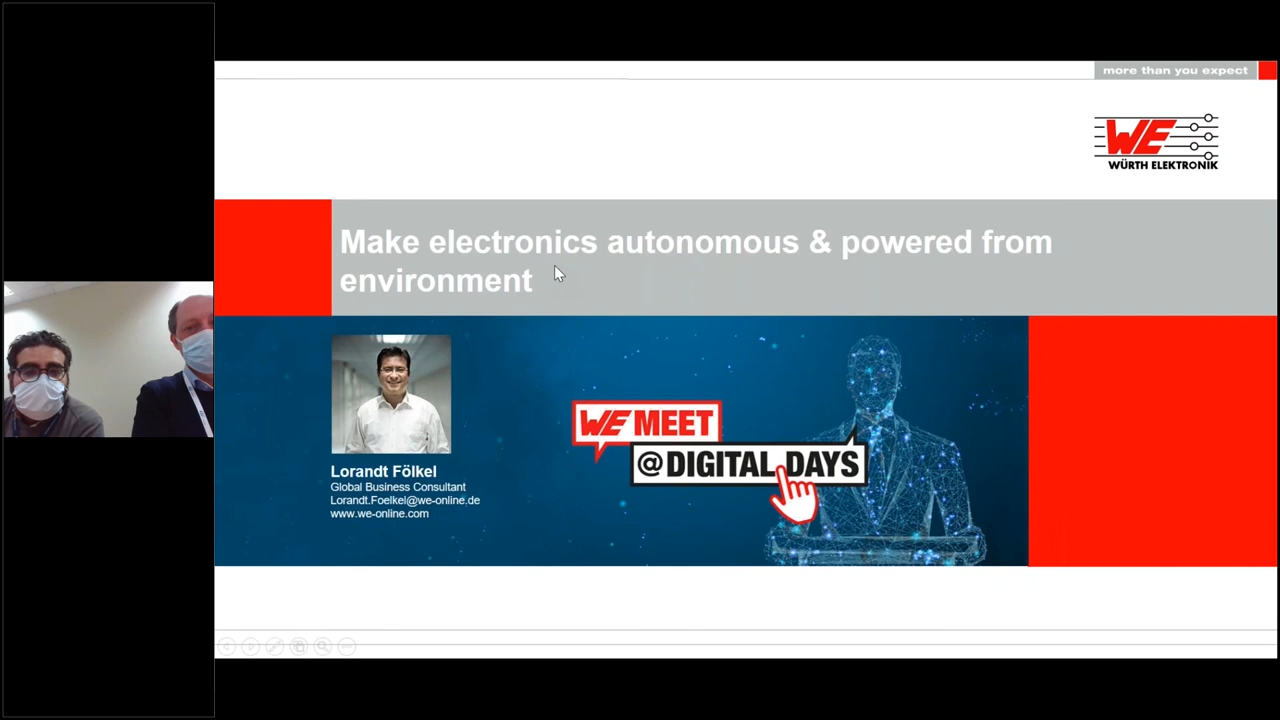 more than you expect
WE
WÜRTH ELEKTRONIK
Make electronics autonomous & powered from
environment
WE MEET
@DIGITAL DAYS
Lorandt Fölkel
Global Business Consultant
Lorandt.Foelkel@we-online.de
www.we-online.com